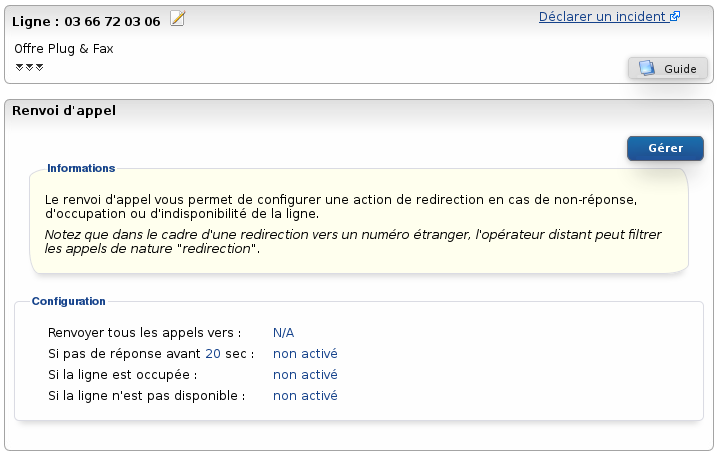 Ligne : 03 66 72 03 06
Déclarer un incident
Offre Plug & Fax
Guide
Renvoi d'appel
Gérer
Informations
Le renvoi d'appel vous permet de configurer une action de redirection en cas de non-réponse,
d'occupation ou d'indisponibilité de la ligne.
Notez que dans le cadre d'une redirection vers un numéro étranger, l'opérateur distant peut filtrer
les appels de nature "redirection".
Configuration
Renvoyer tous les appels vers : N/A
Si pas de réponse avant 20 sec : non activé
Si la ligne est occupée : non activé
Si la ligne n'est pas disponible : non activé